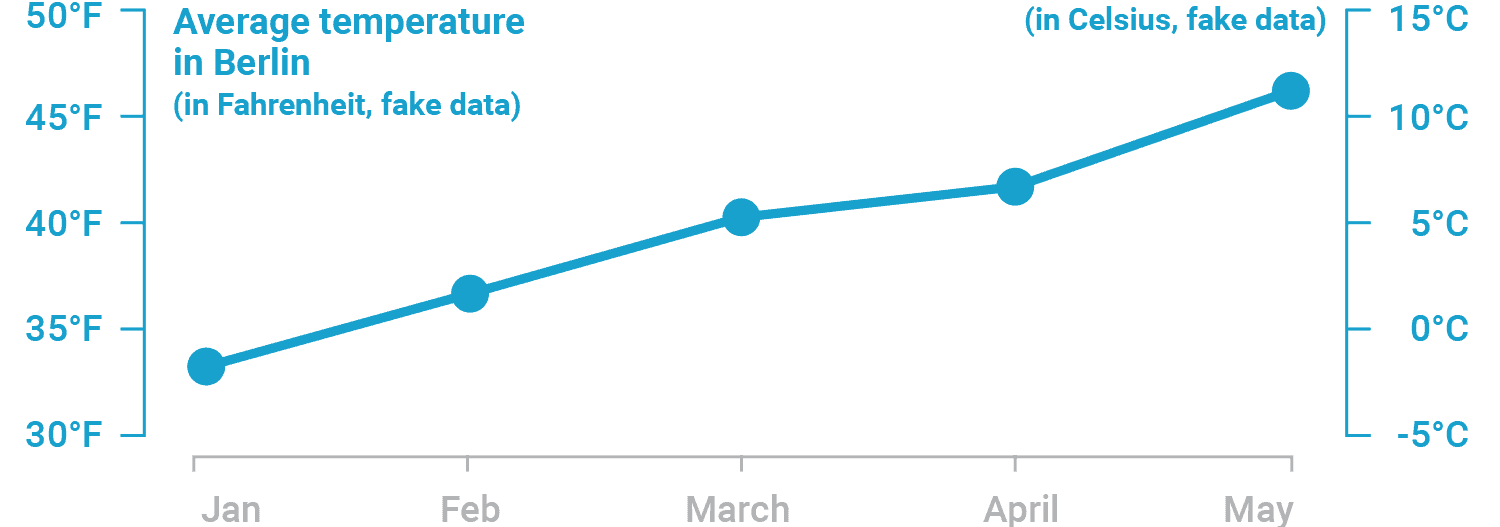 50°F
45°F
40°F
35°F
30°F
Average temperature
in Berlin
(in Fahrenheit, fake data)
(in Celsius, fake data)
15°C
10°C
5°C
0°C
-5°C
Jan
Feb
March
April
May